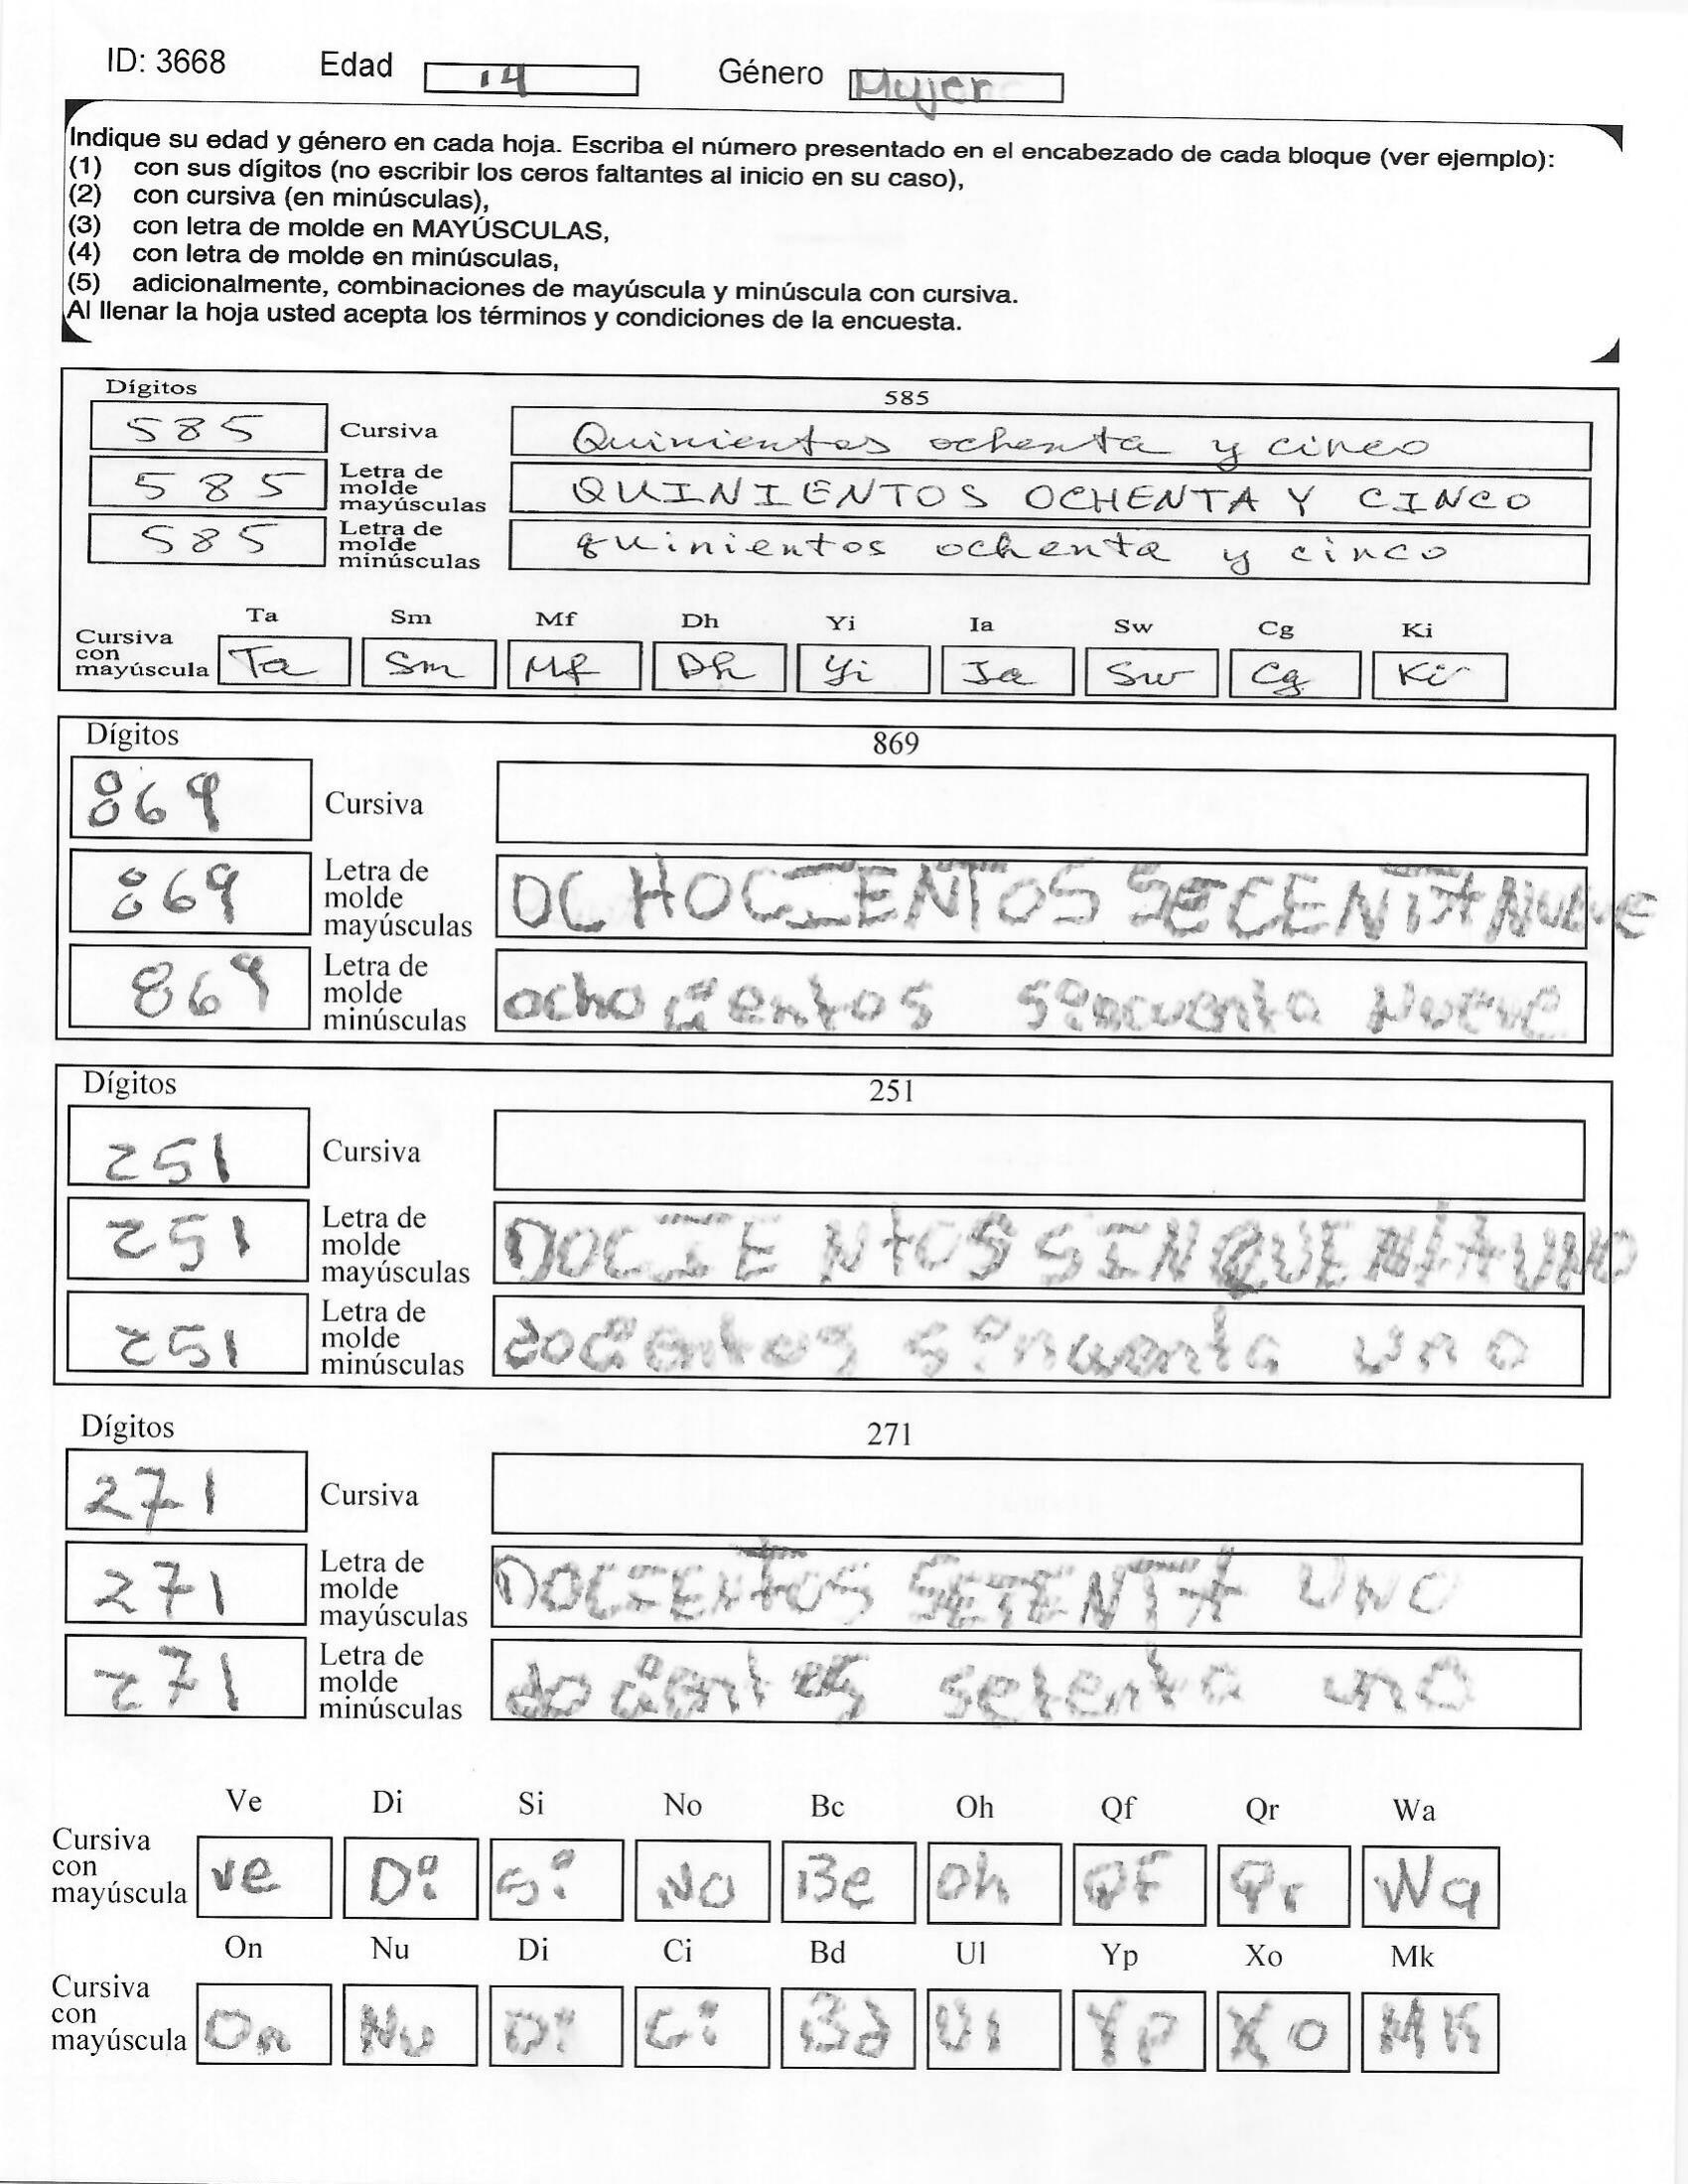 ID: 3668 Edad 14 Género Mujer
Indique su edad y género en cada hoja. Escriba el número presentado en el encabezado de cada bloque (ver ejemplo):
(1) con sus dígitos (no escribir los ceros faltantes al inicio en su caso),
(2) con cursiva (en minúsculas),
(3) con letra de molde en MAYÚSCULAS,
(4) con letra de molde en minúsculas,
(5) adicionalmente, combinaciones de mayúscula y minúscula con cursiva.
Al llenar la hoja usted acepta los términos y condiciones de la encuesta.
Dígitos 585
585 Cursiva Quinientos ochenta y cinco
585 Letra de molde mayúsculas QUINIENTOS OCHENTA Y CINCO
585 Letra de molde minúsculas quinientos ochenta y cinco
Ta Sm Mf Dh Yi Ia Sw Cg Ki
Cursiva con mayúscula Ta Sm Mf Dh Yi Ia Sw Cg Ki
Dígitos 869
869 Cursiva
869 Letra de molde mayúsculas OCHOCIENTOS SECENTA NUEVE
869 Letra de molde minúsculas ochocientos sincuenta Nueve
Dígitos 251
251 Cursiva
251 Letra de molde mayúsculas DOCIENtOS SINQUENtA UNO
251 Letra de molde minúsculas docientos sincuenta uno
Dígitos 271
271 Cursiva
271 Letra de molde mayúsculas DOCIENtOS SETENTA UNO
271 Letra de molde minúsculas docientos setenta uno
Ve Di Si No Bc Oh Qf Qr Wa
Cursiva con mayúscula ve Di Si No Be Oh QF Qr Wa
On Nu Di Ci Bd Ul Yp Xo Mk
Cursiva con mayúscula On Nu Di Ci Bd Ul Yp Xo MK